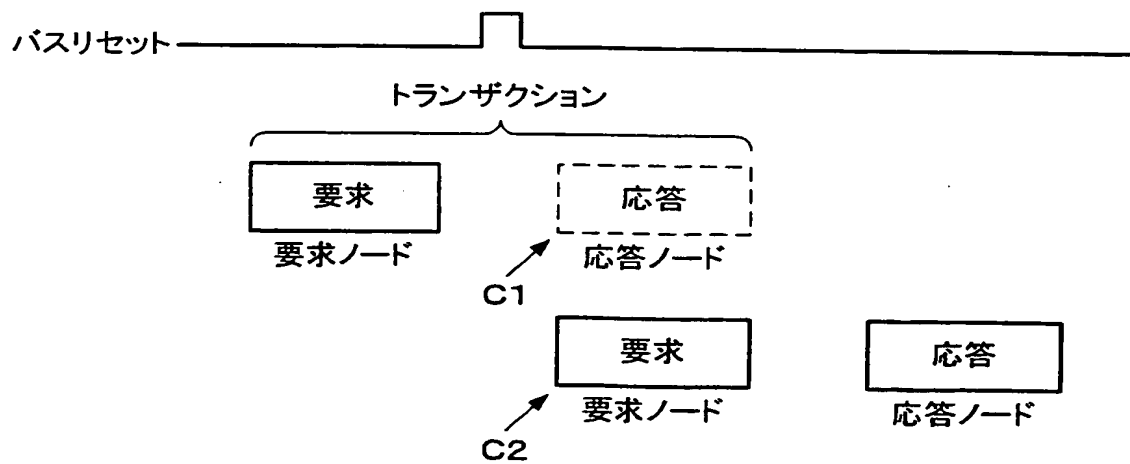 バスリセット
トランザクション
要求
応答
要求ノード
応答ノード
C1
要求
応答
要求ノード
応答ノード
C2